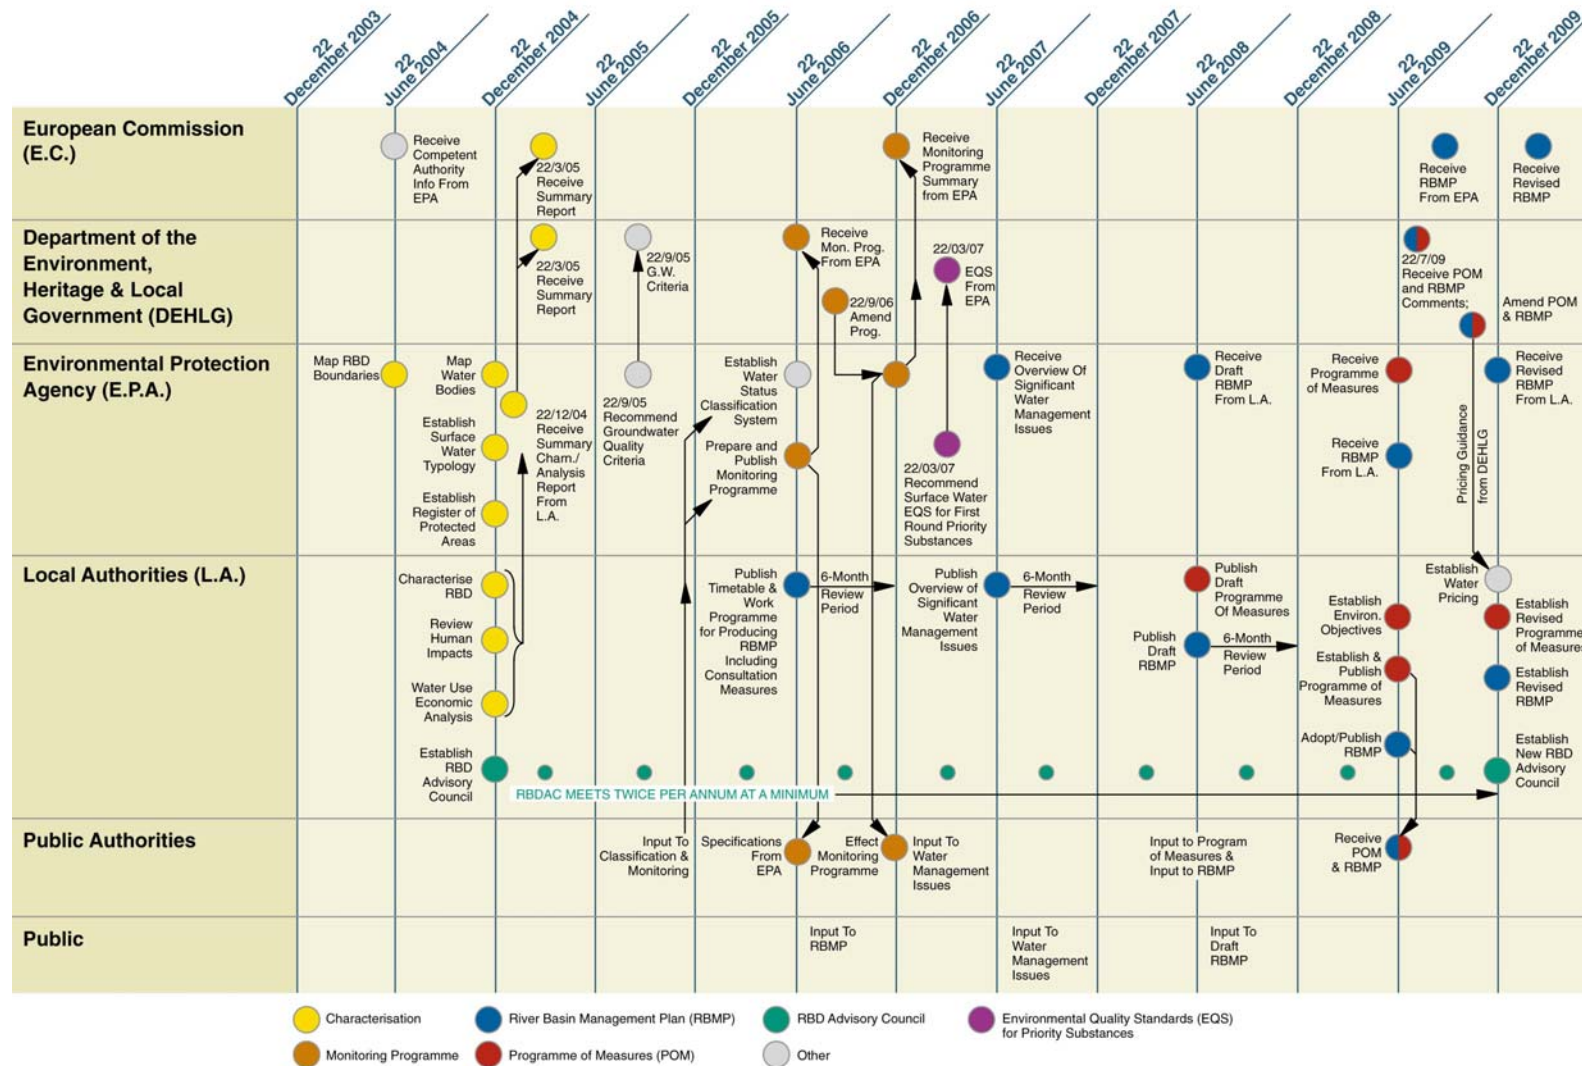 22
December 2003
22
June 2004
22
December 2004
22
June 2005
22
December 2005
22
June 2006
22
December 2006
22
June 2007
22
December 2007
22
June 2008
22
December 2008
22
June 2009
22
December 2009
European Commission
(E.C.)
Receive
Competent
Authority
Info From
EPA
22/3/05
Receive
Summary
Report
Receive
Monitoring
Programme
Summary
from EPA
Receive
RBMP
From EPA
Receive
Revised
RBMP
Department of the
Environment,
Heritage & Local
Government (DEHLG)
22/3/05
Receive
Summary
Report
22/9/05
G.W.
Criteria
Receive
Mon. Prog.
From EPA
22/9/06
Amend
Prog.
22/03/07
EQS
From
EPA
22/7/09
Receive POM
and RBMP
Comments;
Amend POM
& RBMP
Environmental Protection
Agency (E.P.A.)
Map RBD
Boundaries
Map
Water
Bodies
Establish
Surface
Water
Typology
Establish
Register of
Protected
Areas
22/12/04
Receive
Summary
Cham./
Analysis
Report
From
L.A.
22/9/05
Recommend
Groundwater
Quality
Criteria
Establish
Water
Status
Classification
System
Prepare and
Publish
Monitoring
Programme
22/03/07
Recommend
Surface Water
EQS for First
Round Priority
Substances
Receive
Overview Of
Significant
Water
Management
Issues
Receive
Draft
RBMP
From L.A.
Receive
Programme
of Measures
Receive
RBMP
From L.A.
Pricing Guidance
from DEHLG
Receive
Revised
RBMP
From L.A.
Local Authorities (L.A.)
Characterise
RBD
Review
Human
Impacts
Water Use
Economic
Analysis
Establish
RBD
Advisory
Council
RBDAC MEETS TWICE PER ANNUM AT A MINIMUM
Publish
Timetable &
Work
Programme
for Producing
RBMP
Including
Consultation
Measures
6-Month
Review
Period
Publish
Overview of
Significant
Water
Management
Issues
6-Month
Review
Period
Publish
Draft
Programme
Of Measures
Publish
Draft
RBMP
6-Month
Review
Period
Establish
Environ.
Objectives
Establish &
Publish
Programme of
Measures
Adopt/Publish
RBMP
Establish
Water
Pricing
Establish
Revised
Programme
of Measures
Establish
Revised
RBMP
Establish
New RBD
Advisory
Council
Public Authorities
Input To
Classification &
Monitoring
Specifications
From
EPA
Effect
Monitoring
Programme
Input To
Water
Management
Issues
Input to Program
of Measures &
Input to RBMP
Receive
POM
& RBMP
Public
Input To
RBMP
Input To
Water
Management
Issues
Input To
Draft
RBMP
Characterisation
River Basin Management Plan (RBMP)
RBD Advisory Council
Environmental Quality Standards (EQS)
for Priority Substances
Monitoring Programme
Programme of Measures (POM)
Other